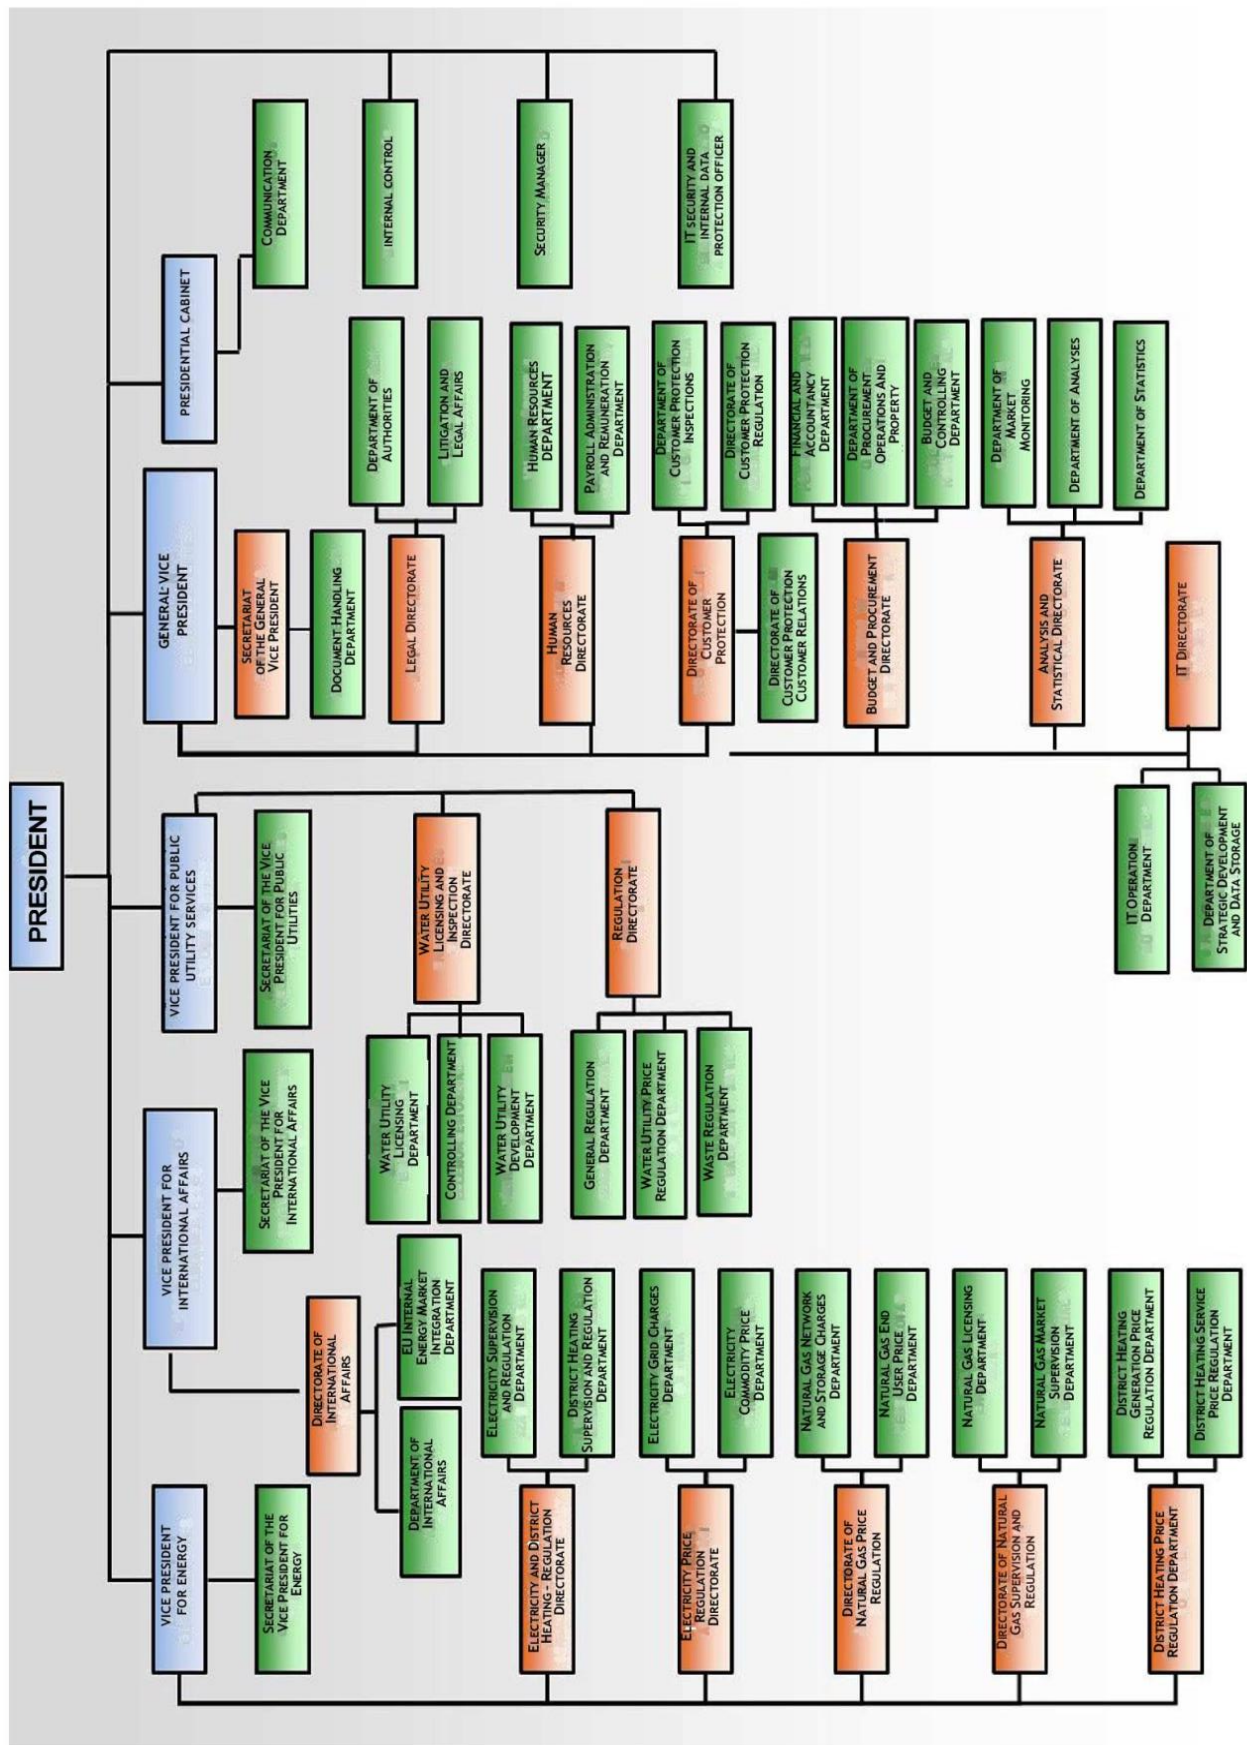 PRESIDENT
VICE PRESIDENT
FOR ENERGY
VICE PRESIDENT FOR
INTERNATIONAL AFFAIRS
VICE PRESIDENT FOR PUBLIC
UTILITY SERVICES
GENERAL VICE
PRESIDENT
PRESIDENTIAL CABINET
SECRETARIAT OF THE
VICE PRESIDENT FOR
ENERGY
SECRETARIAT OF THE VICE
PRESIDENT FOR
INTERNATIONAL AFFAIRS
SECRETARIAT OF THE VICE
PRESIDENT FOR PUBLIC
UTILITIES
SECRETARIAT
OF THE GENERAL
VICE PRESIDENT
COMMUNICATION
DEPARTMENT
DIRECTORATE OF
INTERNATIONAL
AFFAIRS
DOCUMENT HANDLING
DEPARTMENT
DEPARTMENT OF
INTERNATIONAL
AFFAIRS
EU INTERNAL
ENERGY MARKET
INTEGRATION
DEPARTMENT
WATER UTILITY
LICENSING
DEPARTMENT
CONTROLLING DEPARTMENT
WATER UTILITY
DEVELOPMENT
DEPARTMENT
WATER UTILITY
LICENSING AND
INSPECTION
DIRECTORATE
LEGAL DIRECTORATE
DEPARTMENT OF
AUTHORITIES
LITIGATION AND
LEGAL AFFAIRS
INTERNAL CONTROL
ELECTRICITY AND DISTRICT
HEATING - REGULATION
DIRECTORATE
ELECTRICITY SUPERVISION
AND REGULATION
DEPARTMENT
DISTRICT HEATING
SUPERVISION AND REGULATION
DEPARTMENT
GENERAL REGULATION
DEPARTMENT
WATER UTILITY PRICE
REGULATION DEPARTMENT
WASTE REGULATION
DEPARTMENT
REGULATION
DIRECTORATE
HUMAN
RESOURCES
DIRECTORATE
HUMAN RESOURCES
DEPARTMENT
PAYROLL ADMINISTRATION
AND REMUNERATION
DEPARTMENT
SECURITY MANAGER
ELECTRICITY PRICE
REGULATION
DIRECTORATE
ELECTRICITY GRID CHARGES
DEPARTMENT
ELECTRICITY
COMMODITY PRICE
DEPARTMENT
DIRECTORATE OF
CUSTOMER
PROTECTION
DEPARTMENT OF
CUSTOMER PROTECTION
INSPECTIONS
DIRECTORATE OF
CUSTOMER PROTECTION
REGULATION
DIRECTORATE OF
CUSTOMER PROTECTION
CUSTOMER RELATIONS
IT SECURITY AND
INTERNAL DATA
PROTECTION OFFICER
DIRECTORATE OF
NATURAL GAS PRICE
REGULATION
NATURAL GAS NETWORK
AND STORAGE CHARGES
DEPARTMENT
NATURAL GAS END
USER PRICE
DEPARTMENT
BUDGET AND PROCUREMENT
DIRECTORATE
FINANCIAL AND
ACCOUNTANCY
DEPARTMENT
DEPARTMENT OF
PROCUREMENT
OPERATIONS AND
PROPERTY
BUDGET AND
CONTROLLING
DEPARTMENT
DIRECTORATE OF NATURAL
GAS SUPERVISION AND
REGULATION
NATURAL GAS LICENSING
DEPARTMENT
NATURAL GAS MARKET
SUPERVISION
DEPARTMENT
ANALYSIS AND
STATISTICAL DIRECTORATE
DEPARTMENT OF
MARKET
MONITORING
DEPARTMENT OF ANALYSES
DEPARTMENT OF STATISTICS
DISTRICT HEATING PRICE
REGULATION DEPARTMENT
DISTRICT HEATING
GENERATION PRICE
REGULATION DEPARTMENT
DISTRICT HEATING SERVICE
PRICE REGULATION
DEPARTMENT
IT DIRECTORATE
IT OPERATION
DEPARTMENT
DEPARTMENT OF
STRATEGIC DEVELOPMENT
AND DATA STORAGE